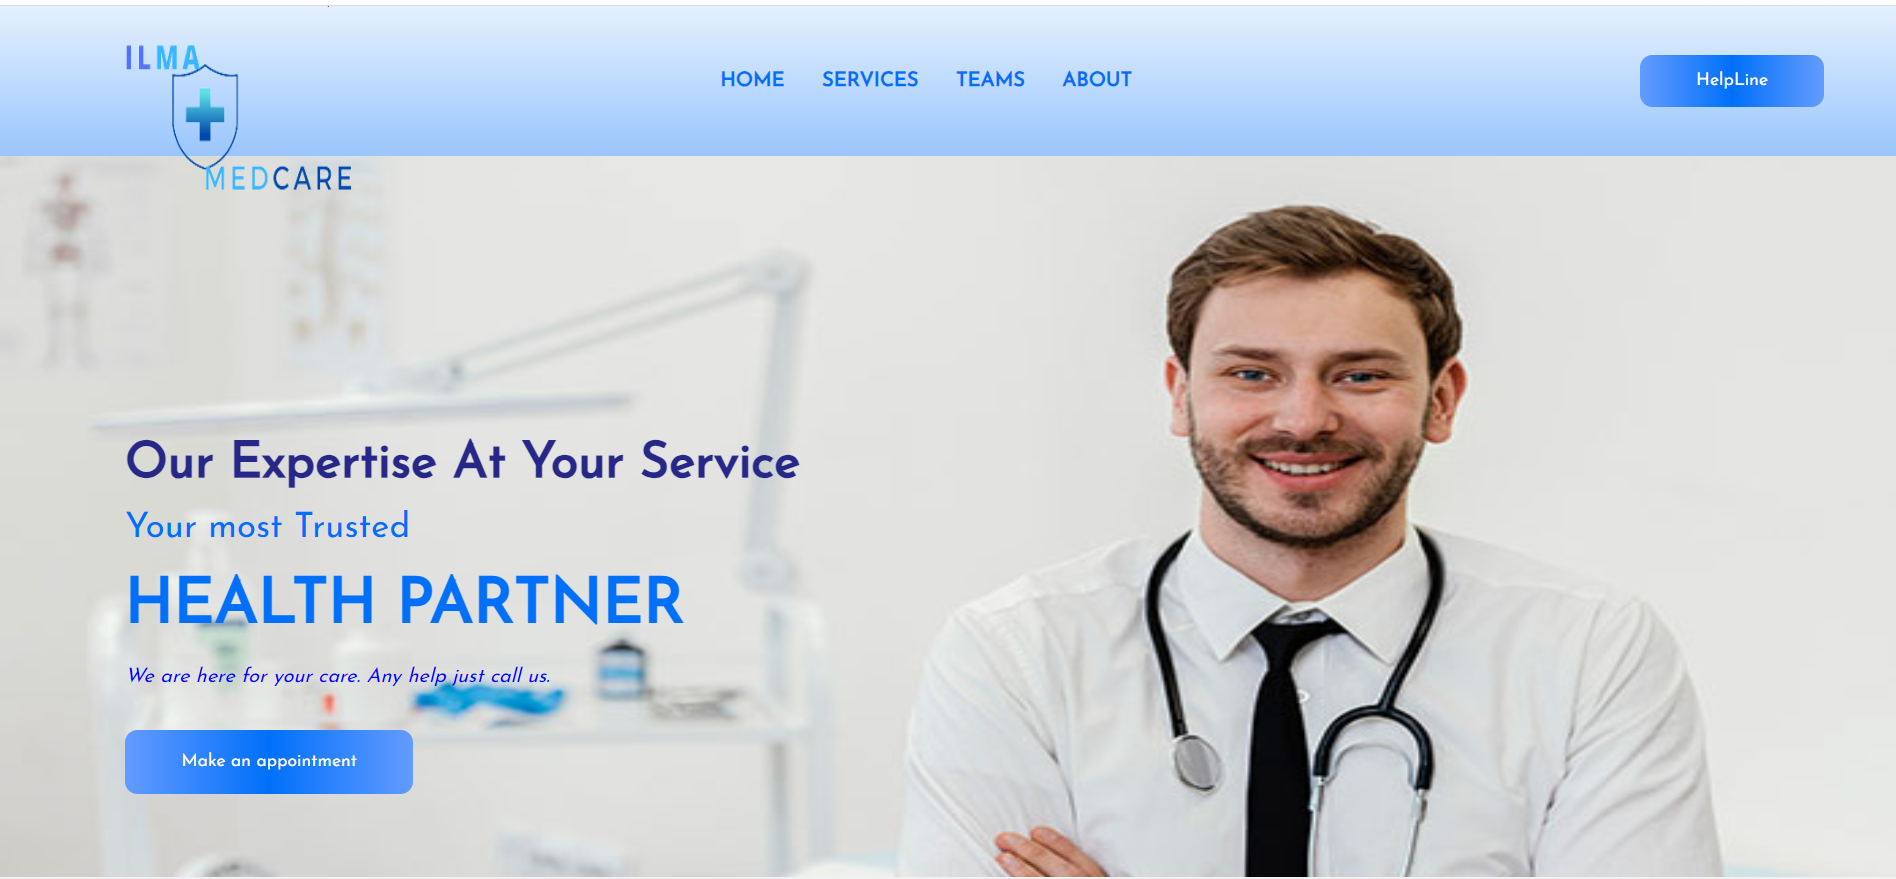 ILMA
MEDCARE
HOME SERVICES TEAMS ABOUT
HelpLine
Our Expertise At Your Service
Your most Trusted
HEALTH PARTNER
We are here for your care. Any help just call us.
Make an appointment